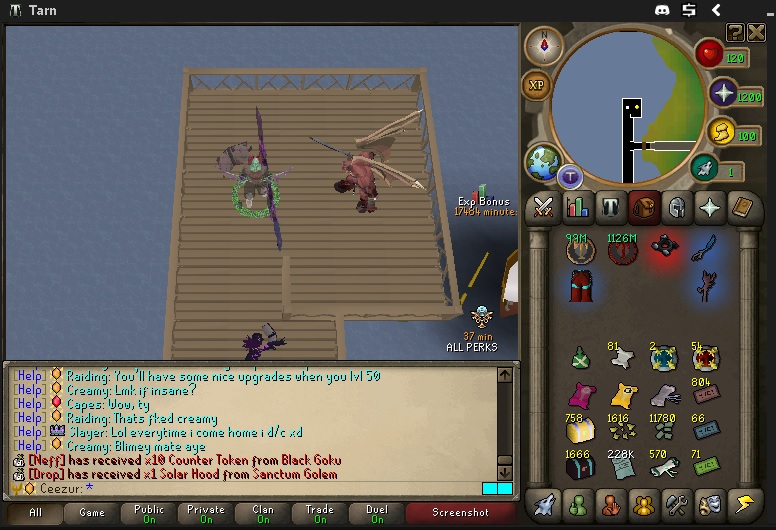 Tarn
N
XP
120
1200
100
1
T
Exp Bonus
17464 minute:
37 min
ALL PERKS
99M
1126M
81
2
54
804
758
1616
11780
66
1666
228K
570
71
[Help] Raiding: You'll have some nice upgrades when you lvl 50
[Help] Creamy: Lmk if insane?
[Help] Capes: Wow, ty
[Help] Raiding: Thats fked creamy
[Help] Slayer: Lol everytime i come home i d/c xd
[Help] Creamy: Blimey mate aye
[Neff] has received x10 Counter Token from Black Goku
[Drop] has received x1 Solar Hood from Sanctum Golem
Ceezur: *
All
Game
Public
On
Private
On
Clan
On
Trade
On
Duel
On
Screenshot